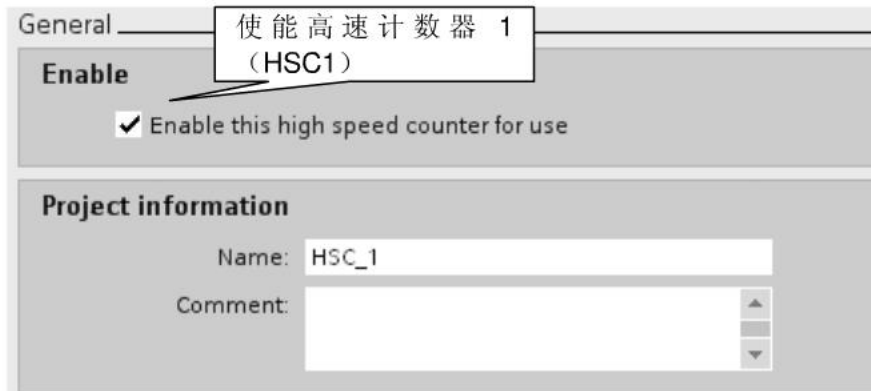 General
使能高速计数器 1
（HSC1）
Enable
Enable this high speed counter for use
Project information
Name: HSC_1
Comment: